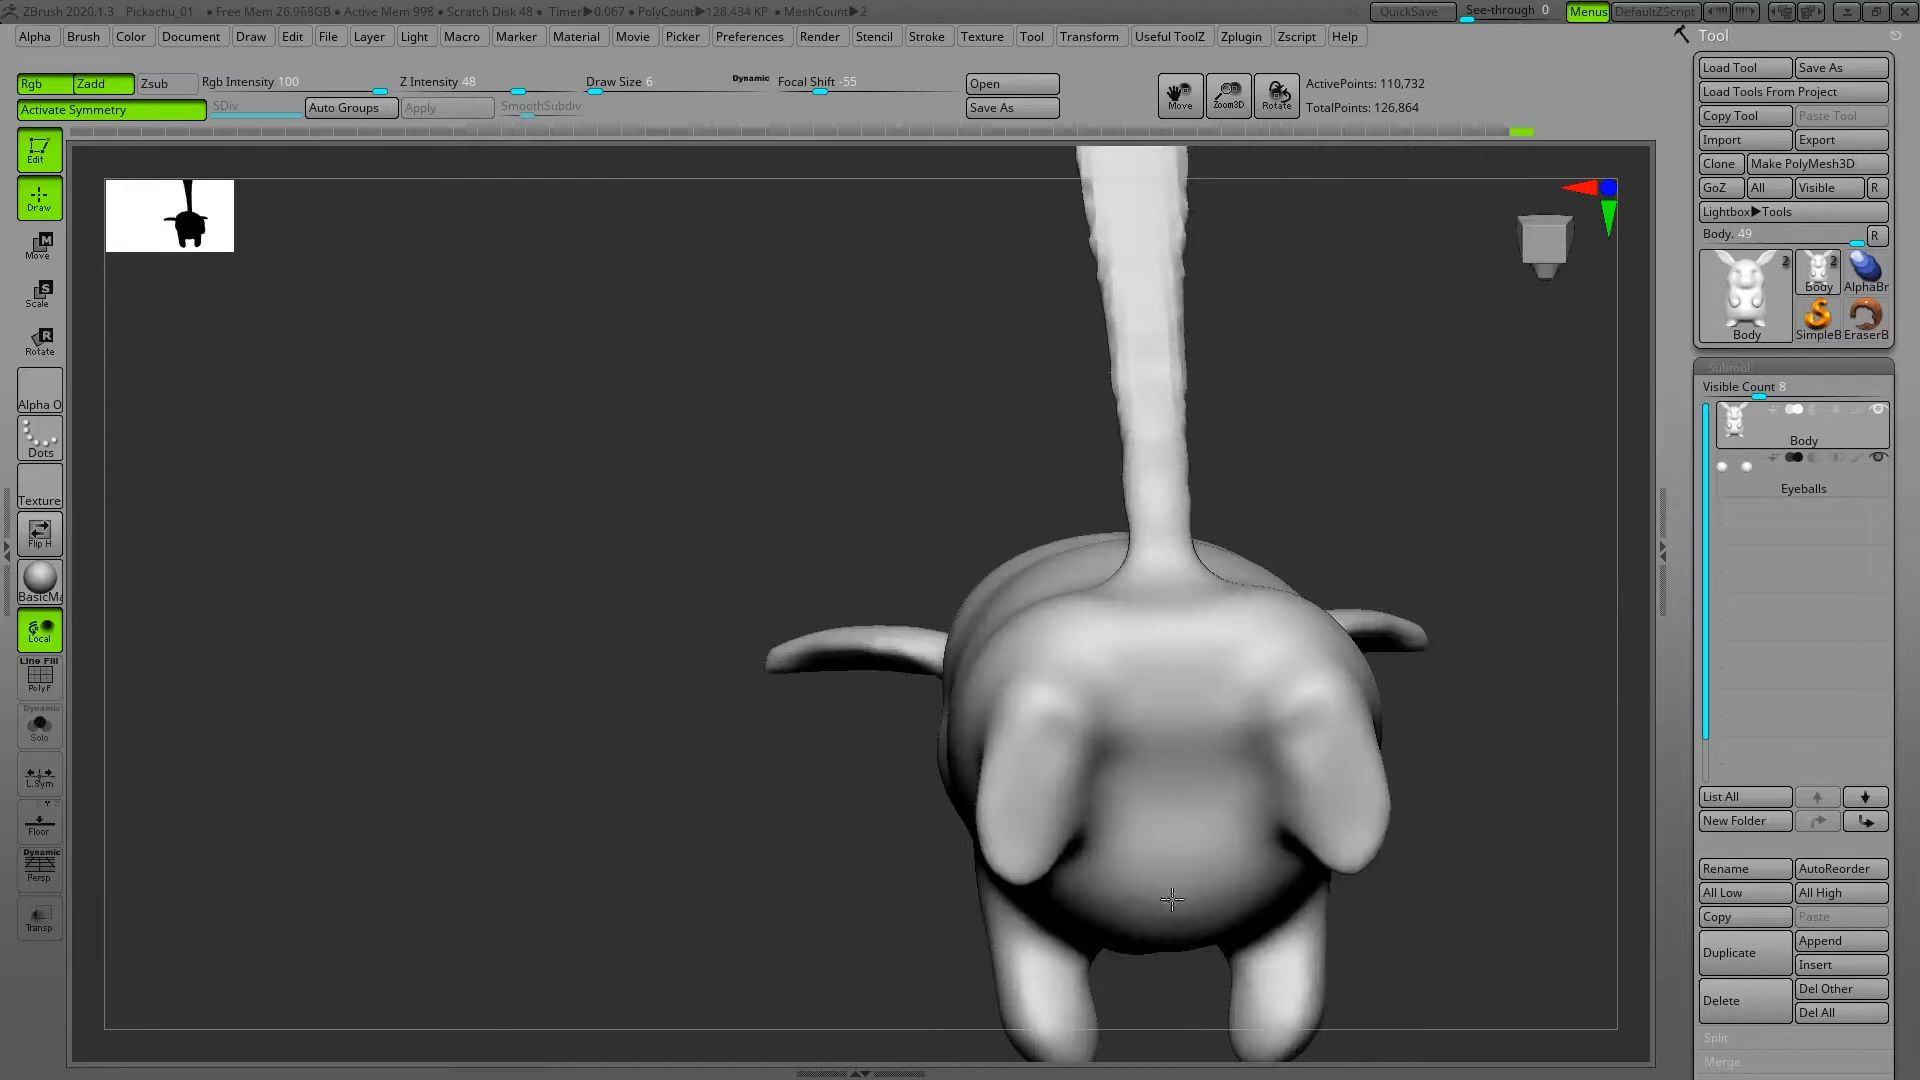 ZBrush 2020.1.3 Pickachu_01 • Free Mem 26.968GB • Active Mem 998 • Scratch Disk 48 • Timer▶0.067 • PolyCount▶128.434 KP • MeshCount▶2 QuickSave See-through 0 Menus DefaultZScript
Alpha Brush Color Document Draw Edit File Layer Light Macro Marker Material Movie Picker Preferences Render Stencil Stroke Texture Tool Transform Useful ToolZ Zplugin Zscript Help
Rgb Zadd Zsub Rgb Intensity 100 Z Intensity 48 Draw Size 6 Dynamic Focal Shift -55 Open
Activate Symmetry SDiv Auto Groups Apply SmoothSubdiv Save As
Move Zoom3D Rotate
ActivePoints: 110,732
TotalPoints: 126,864
Edit
Draw
Move
Scale
Rotate
Alpha O
Dots
Texture
Flip H
BasicMa
Local
Line Fill
PolyF
Dynamic
Solo
L.Sym
Floor
Dynamic
Persp
Transp
Tool
Load Tool Save As
Load Tools From Project
Copy Tool Paste Tool
Import Export
Clone Make PolyMesh3D
GoZ All Visible R
Lightbox▶Tools
Body. 49 R
2 2
Body AlphaBr
Body SimpleB EraserB
Subtool
Visible Count 8
Body
Eyeballs
List All
New Folder
Rename AutoReorder
All Low All High
Copy Paste
Duplicate Append
Insert
Delete Del Other
Del All
Split
Merge